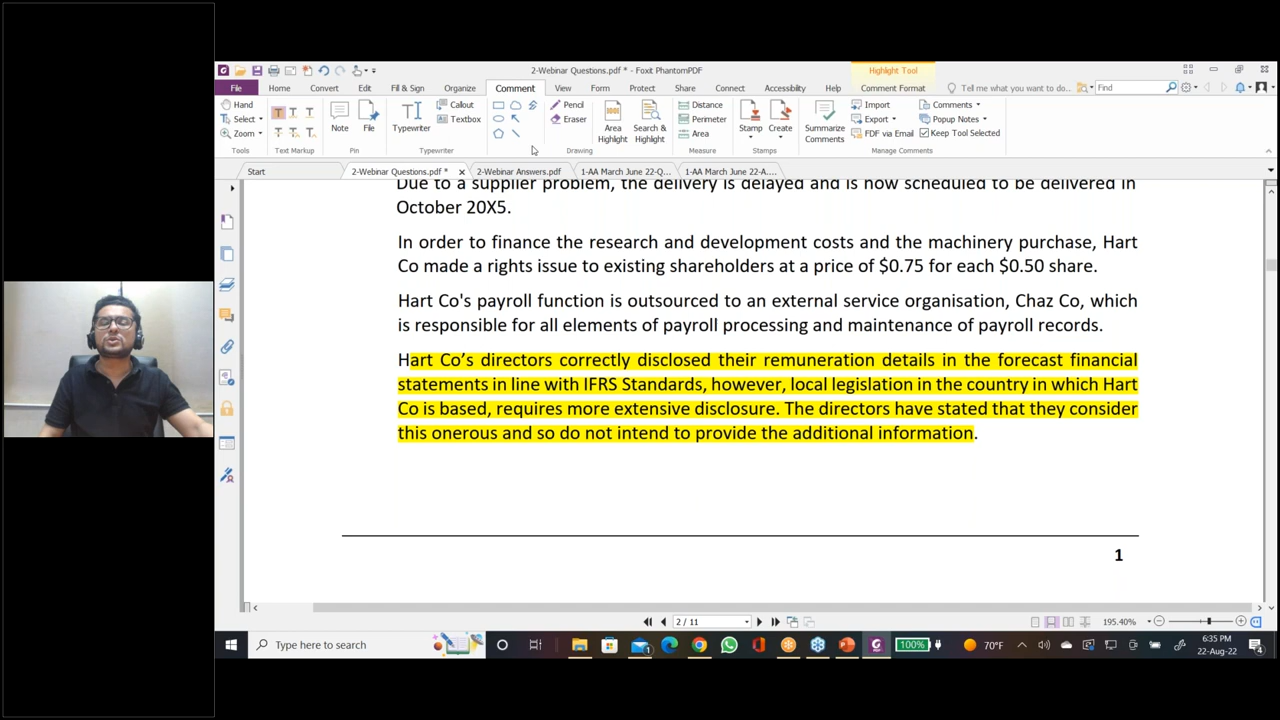 2-Webinar Questions.pdf * - Foxit PhantomPDF
Highlight Tool
File Home Convert Edit Fill & Sign Organize Comment View Form Protect Share Connect Accessibility Help Comment Format Tell me what you want to do.. Find
Hand
Select
Zoom
Tools
Text Markup
Note
File
Pin
Typewriter
Callout
Textbox
Typewriter
Pencil
Eraser
Drawing
Area Highlight
Search & Highlight
Distance
Perimeter
Area
Measure
Stamp
Create
Stamps
Summarize Comments
Import
Export
FDF via Email
Comments
Popup Notes
Keep Tool Selected
Manage Comments
Start
2-Webinar Questions.pdf *
2-Webinar Answers.pdf
1-AA March June 22-Q...
1-AA March June 22-A....
Due to a supplier problem, the delivery is delayed and is now scheduled to be delivered in
October 20X5.
In order to finance the research and development costs and the machinery purchase, Hart
Co made a rights issue to existing shareholders at a price of $0.75 for each $0.50 share.
Hart Co's payroll function is outsourced to an external service organisation, Chaz Co, which
is responsible for all elements of payroll processing and maintenance of payroll records.
Hart Co’s directors correctly disclosed their remuneration details in the forecast financial
statements in line with IFRS Standards, however, local legislation in the country in which Hart
Co is based, requires more extensive disclosure. The directors have stated that they consider
this onerous and so do not intend to provide the additional information.
1
2 / 11
195.40%
Type here to search
100%
70°F
6:35 PM
22-Aug-22
4